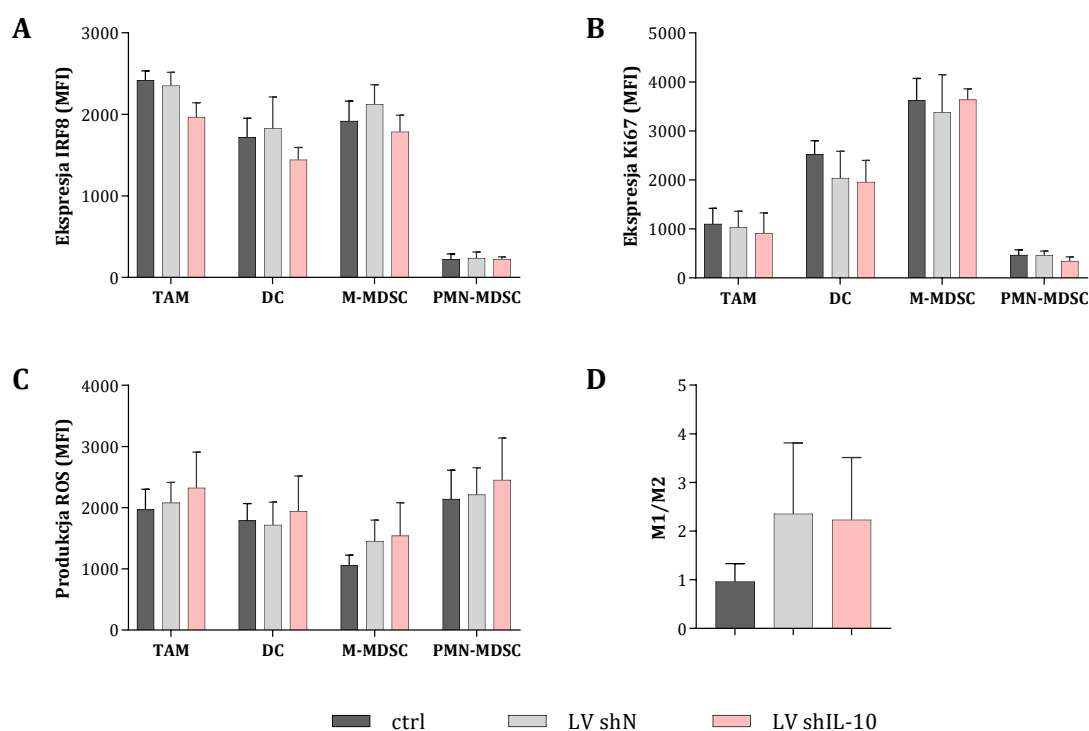 A
Ekspresja IRF8 (MFI)
3000
2000
1000
0
TAM DC M-MDSC PMN-MDSC
B
Ekspresja Ki67 (MFI)
5000
4000
3000
2000
1000
0
TAM DC M-MDSC PMN-MDSC
C
Produkcja ROS (MFI)
4000
3000
2000
1000
0
TAM DC M-MDSC PMN-MDSC
D
M1/M2
5
4
3
2
1
0
ctrl LV shN LV shIL-10